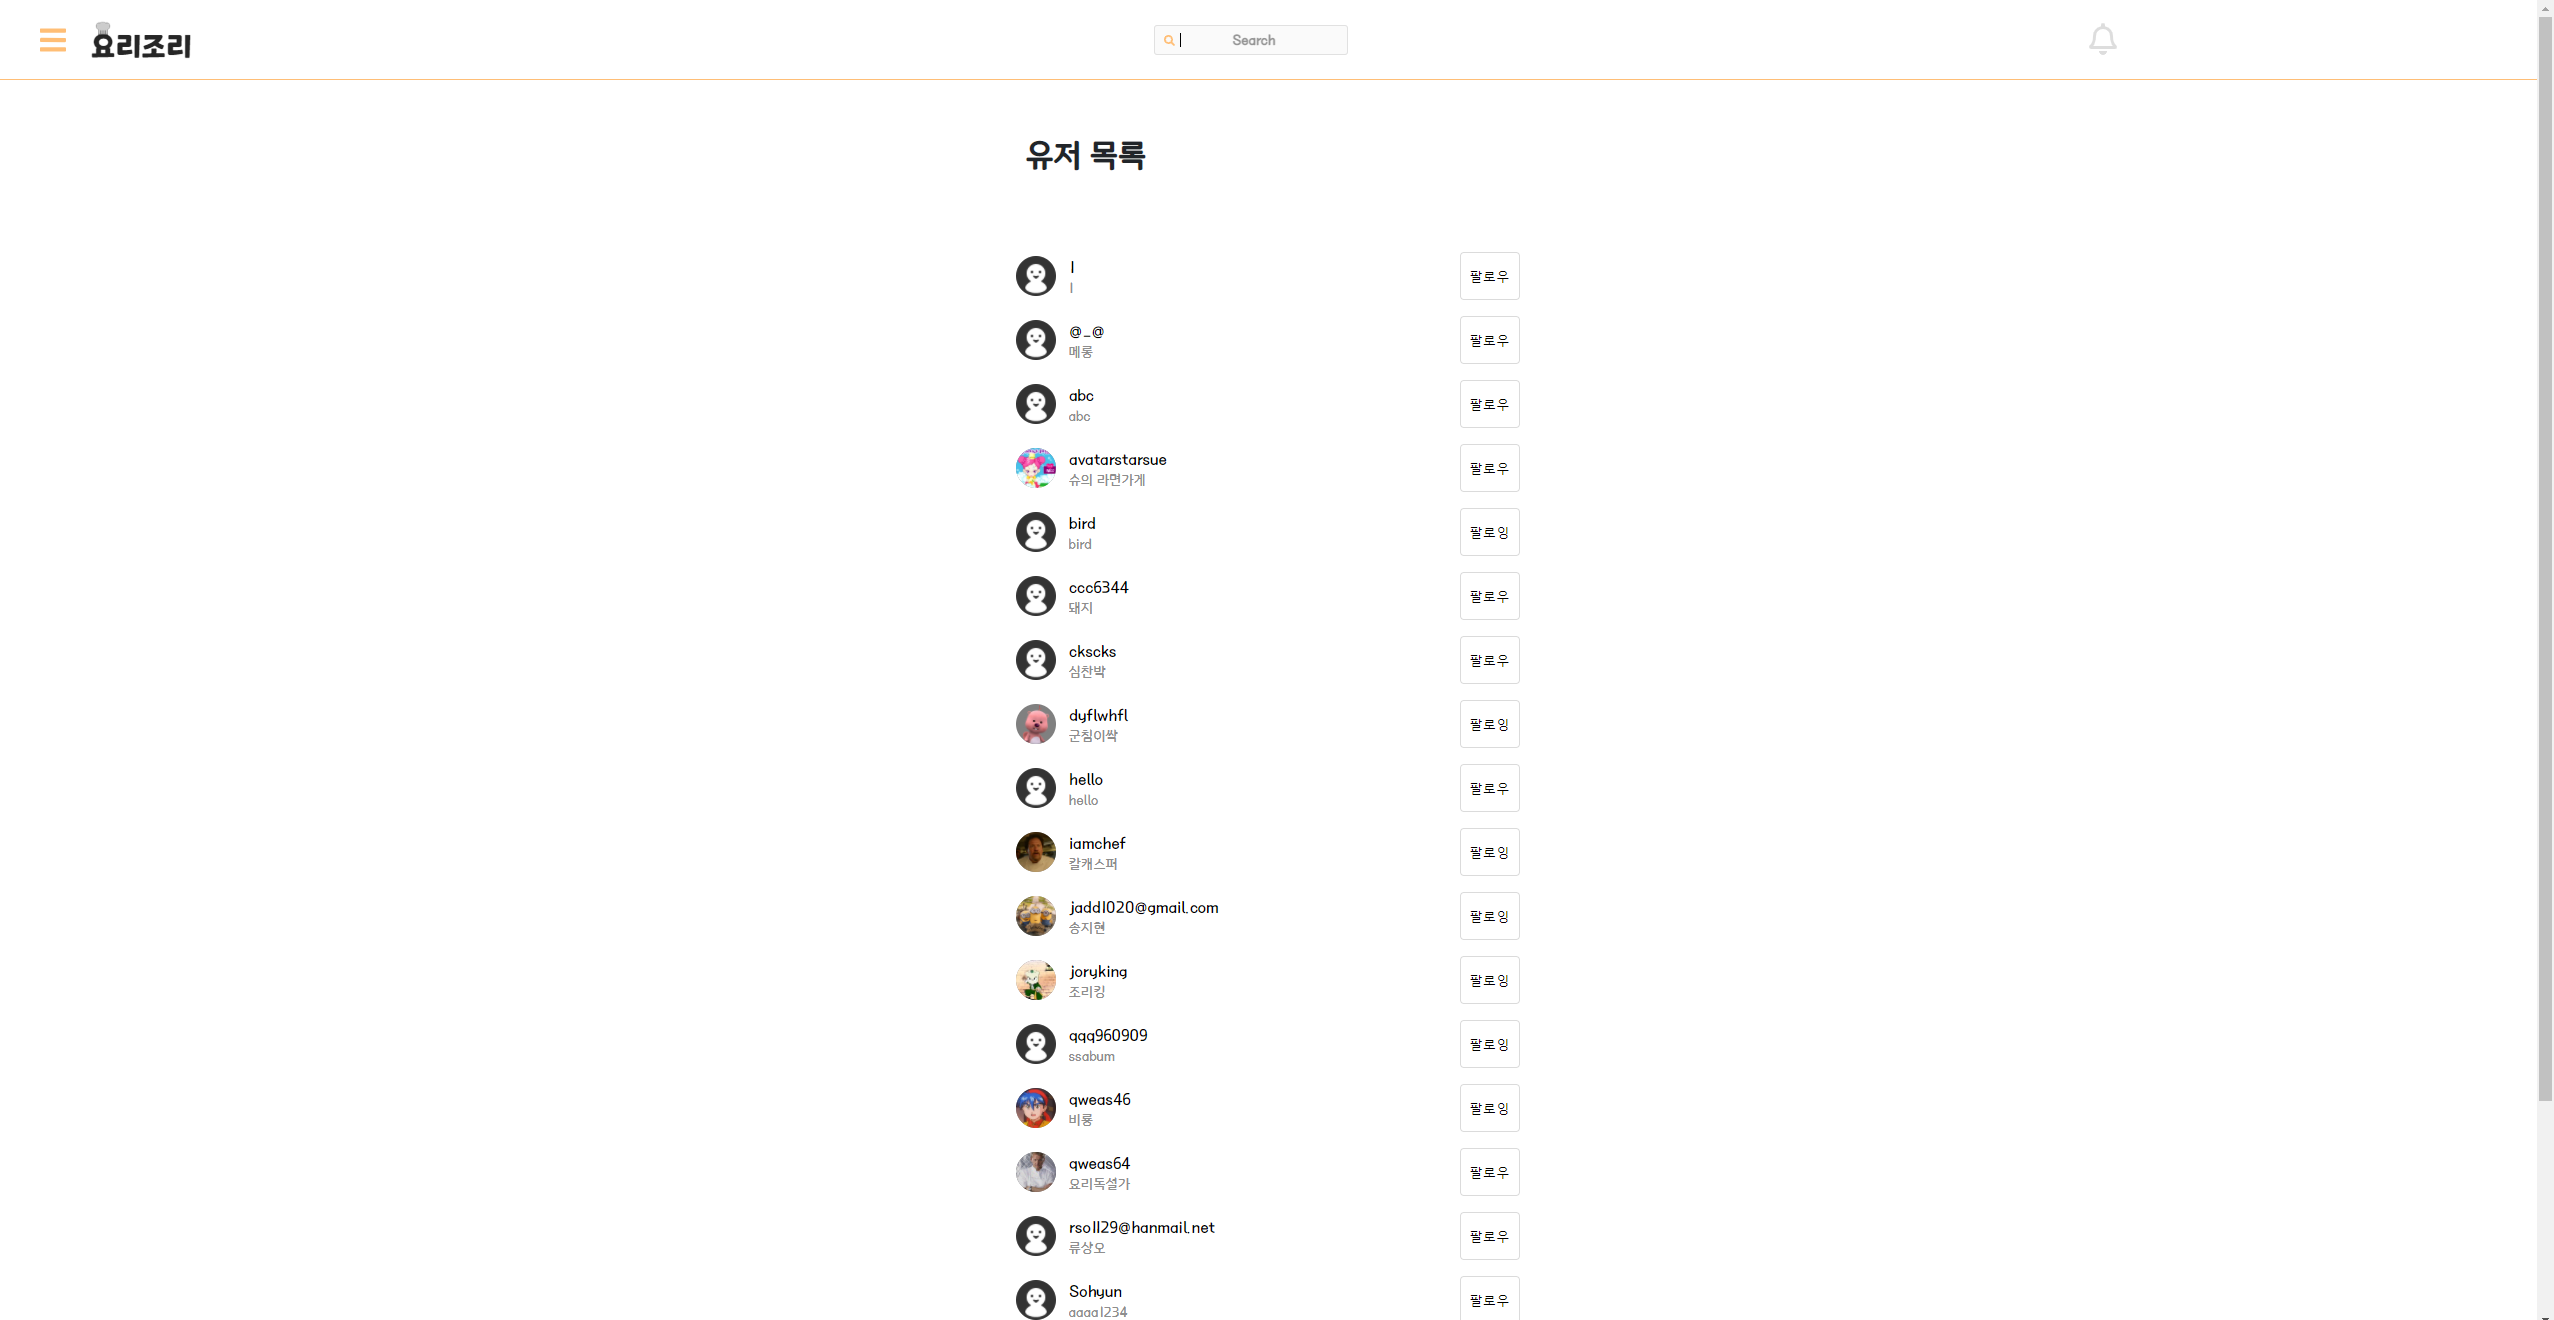 요리조리
Search
유저 목록
1
1
팔로우
@_@
메롱
팔로우
abc
abc
팔로우
avatarstarsue
슈의 라면가게
팔로우
bird
bird
팔로잉
ccc6344
돼지
팔로우
ckscks
심찬박
팔로우
dyflwhfl
군침이싹
팔로잉
hello
hello
팔로우
iamchef
칼캐스퍼
팔로잉
jadd1020@gmail.com
송지현
팔로잉
joryking
조리킹
팔로잉
qqq960909
ssabum
팔로잉
qweas46
비룡
팔로잉
qweas64
요리독설가
팔로우
rso1129@hanmail.net
류상오
팔로우
Sohyun
aaaa1234
팔로우